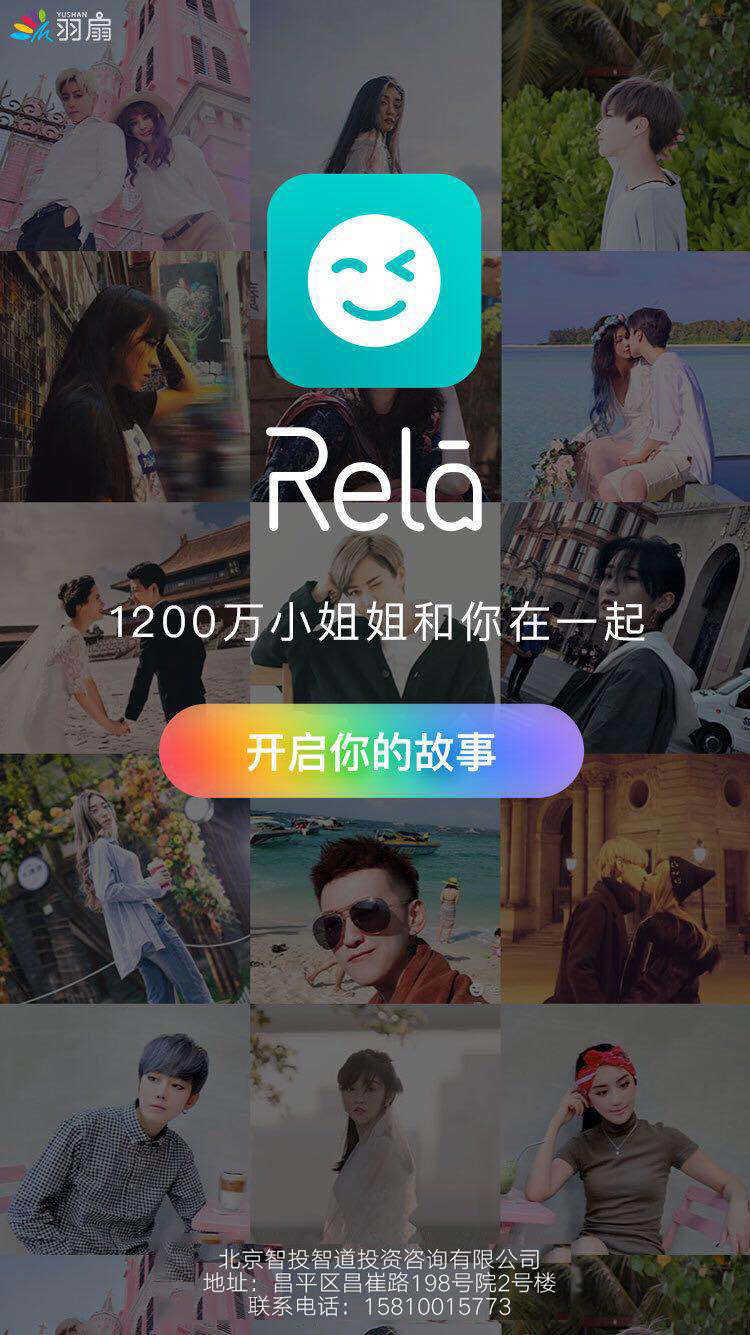 YUSHAN
羽扇
Relā
1200万小姐姐和你在一起
开启你的故事
北京智投智道投资咨询有限公司
地址：昌平区昌崔路198号院2号楼
联系电话：15810015773